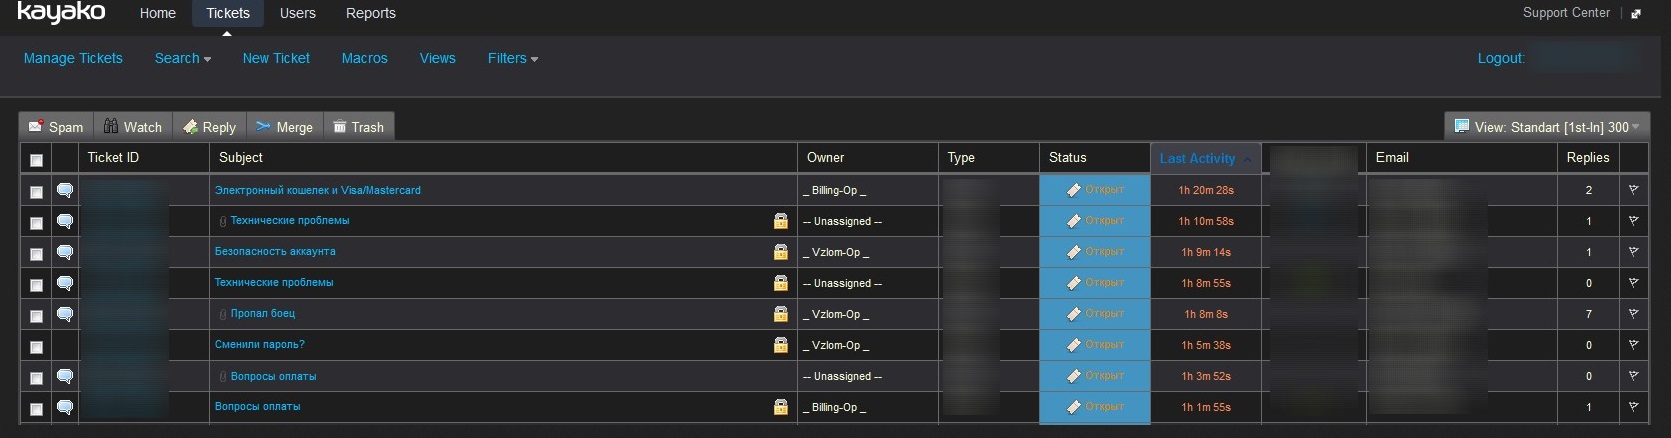 kayako Home Tickets Users Reports Support Center
Manage Tickets Search New Ticket Macros Views Filters Logout:
Spam Watch Reply Merge Trash View: Standart [1st-In] 300
Ticket ID Subject Owner Type Status Last Activity Email Replies
Электронный кошелек и Visa/Mastercard _ Billing-Op _ Открыт 1h 20m 28s 2
Технические проблемы -- Unassigned -- Открыт 1h 10m 58s 1
Безопасность аккаунта _ Vzlom-Op _ Открыт 1h 9m 14s 1
Технические проблемы -- Unassigned -- Открыт 1h 8m 55s 0
Пропал боец _ Vzlom-Op _ Открыт 1h 8m 8s 7
Сменили пароль? _ Vzlom-Op _ Открыт 1h 5m 38s 0
Вопросы оплаты -- Unassigned -- Открыт 1h 3m 52s 0
Вопросы оплаты _ Billing-Op _ Открыт 1h 1m 55s 1